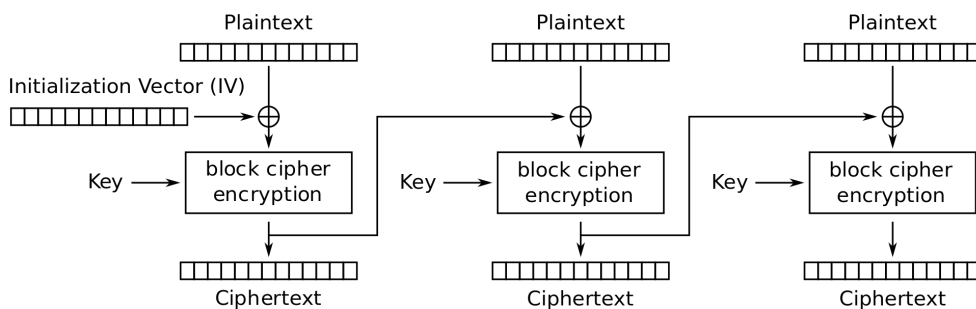 Plaintext
Plaintext
Plaintext
Initialization Vector (IV)
Key
block cipher
encryption
Key
block cipher
encryption
Key
block cipher
encryption
Ciphertext
Ciphertext
Ciphertext